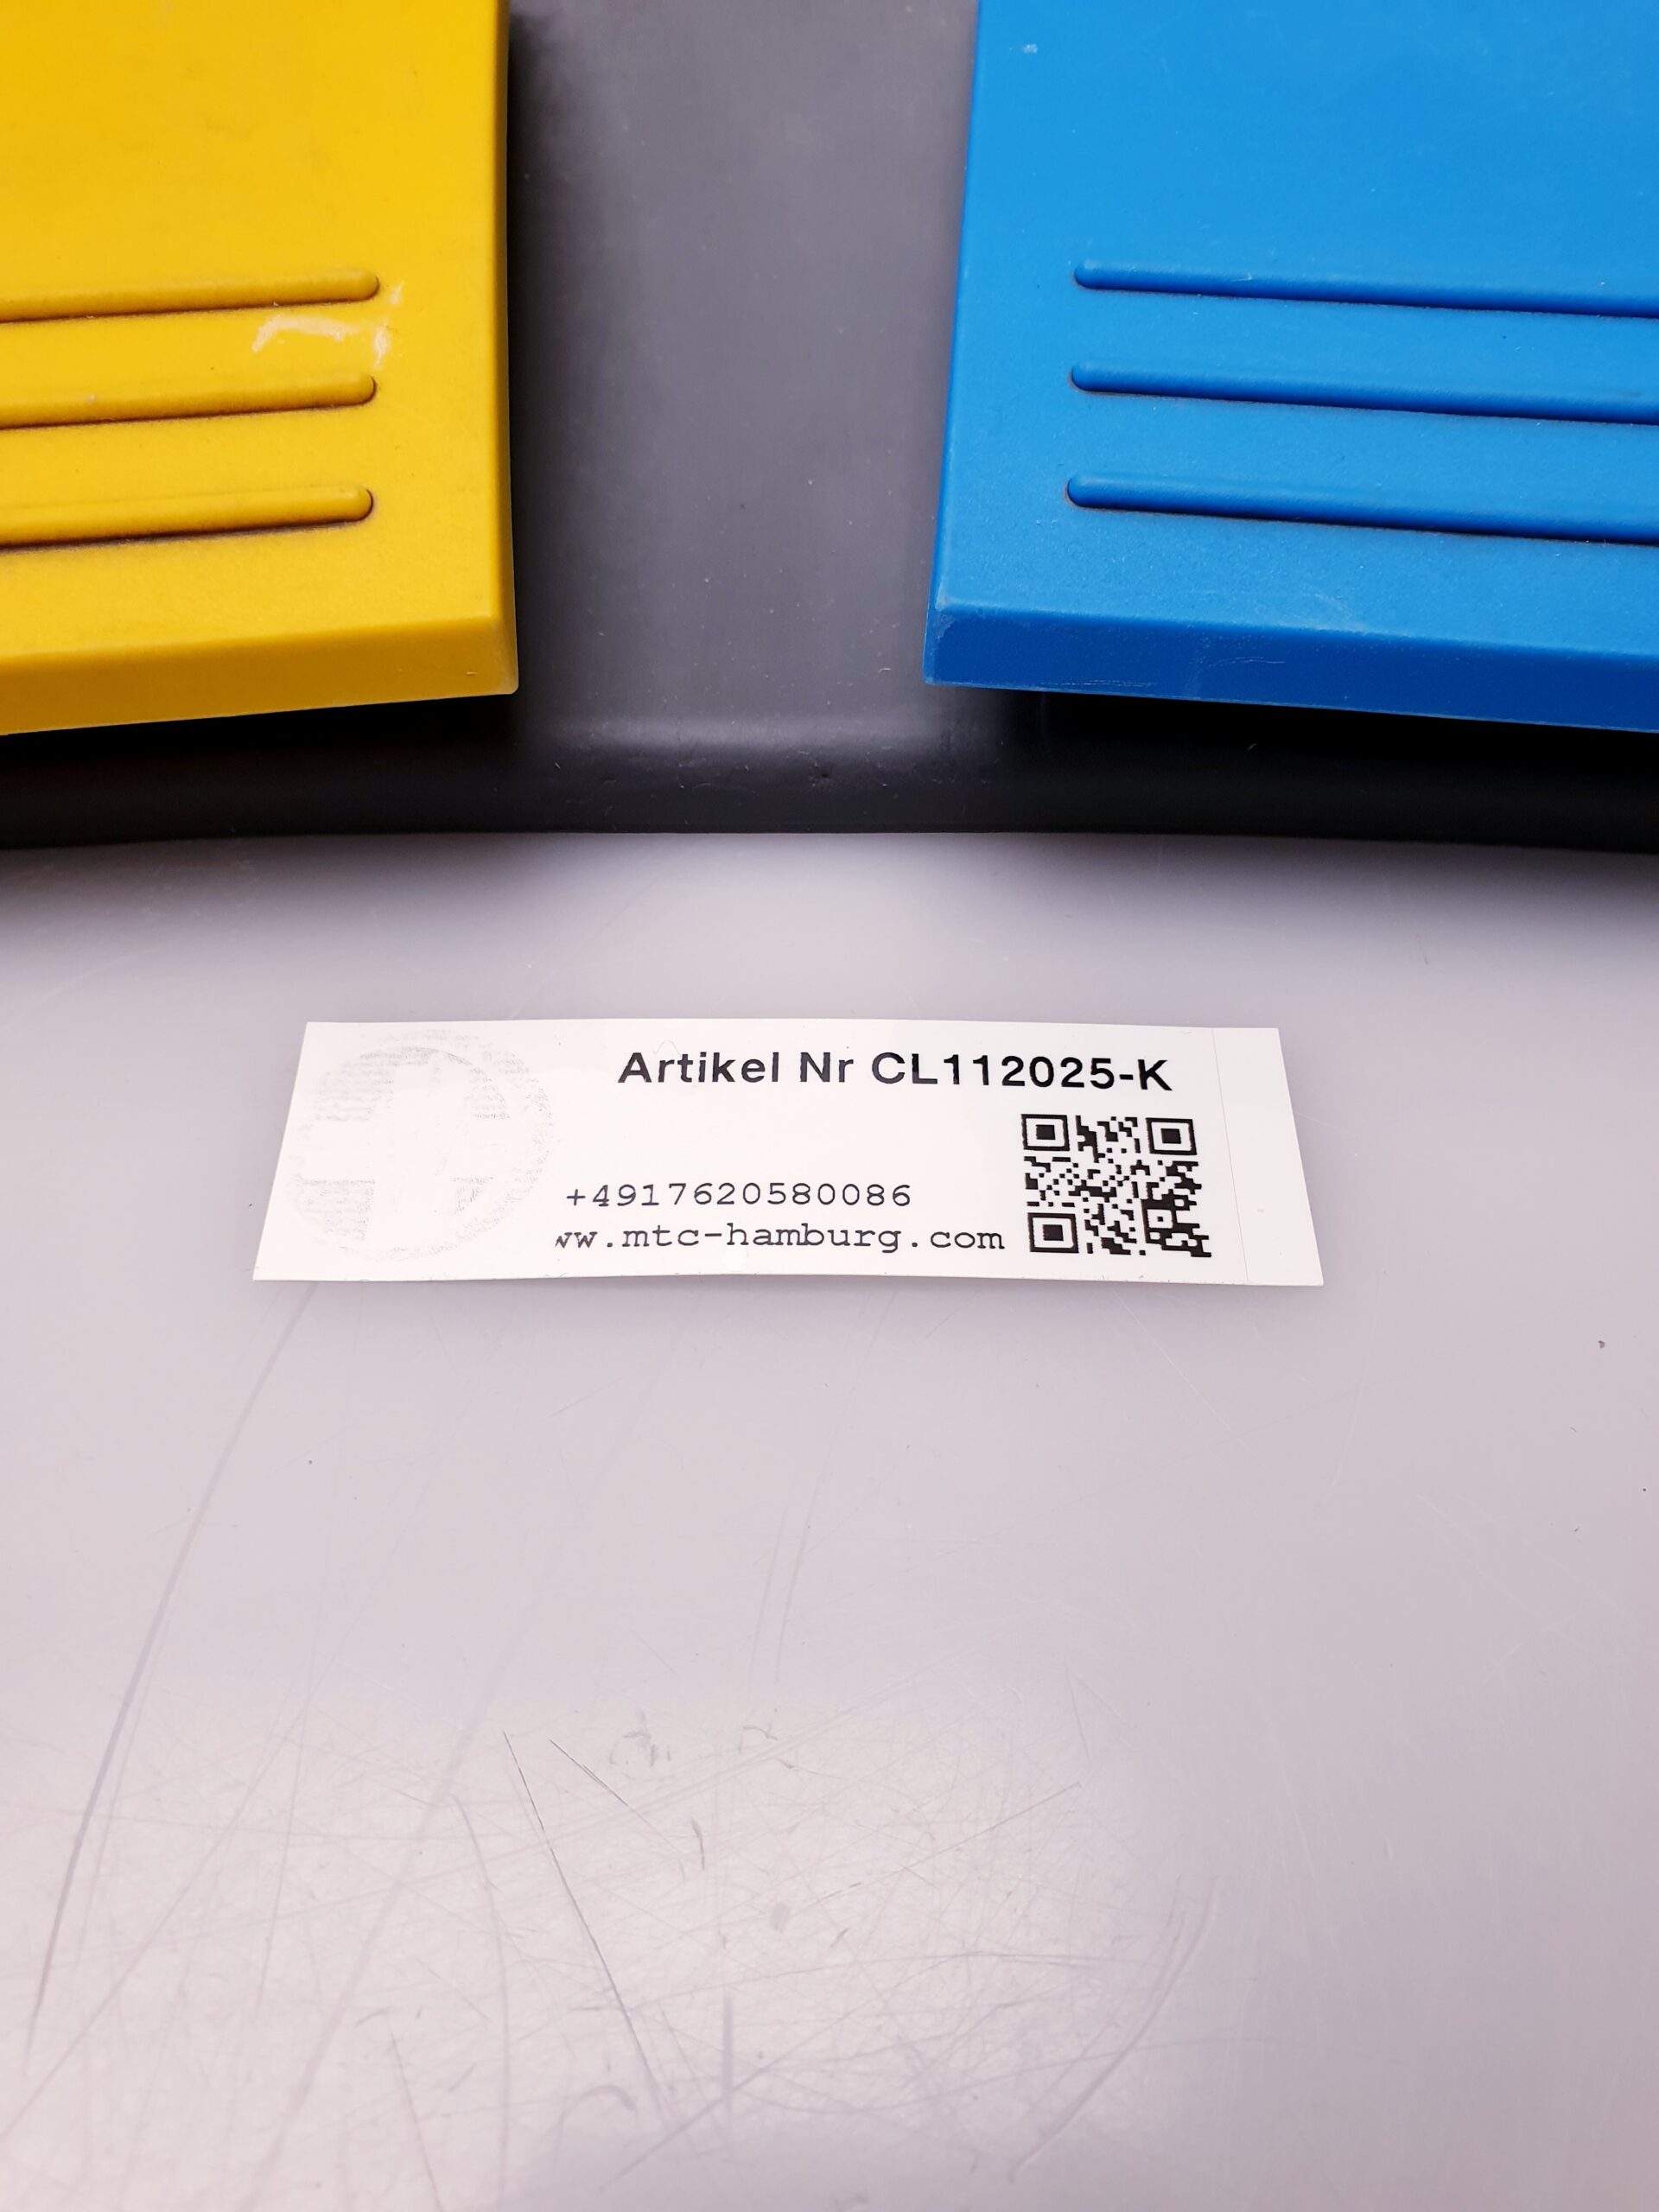 Artikel Nr CL112025-K
+4917620580086
ww.mtc-hamburg.com